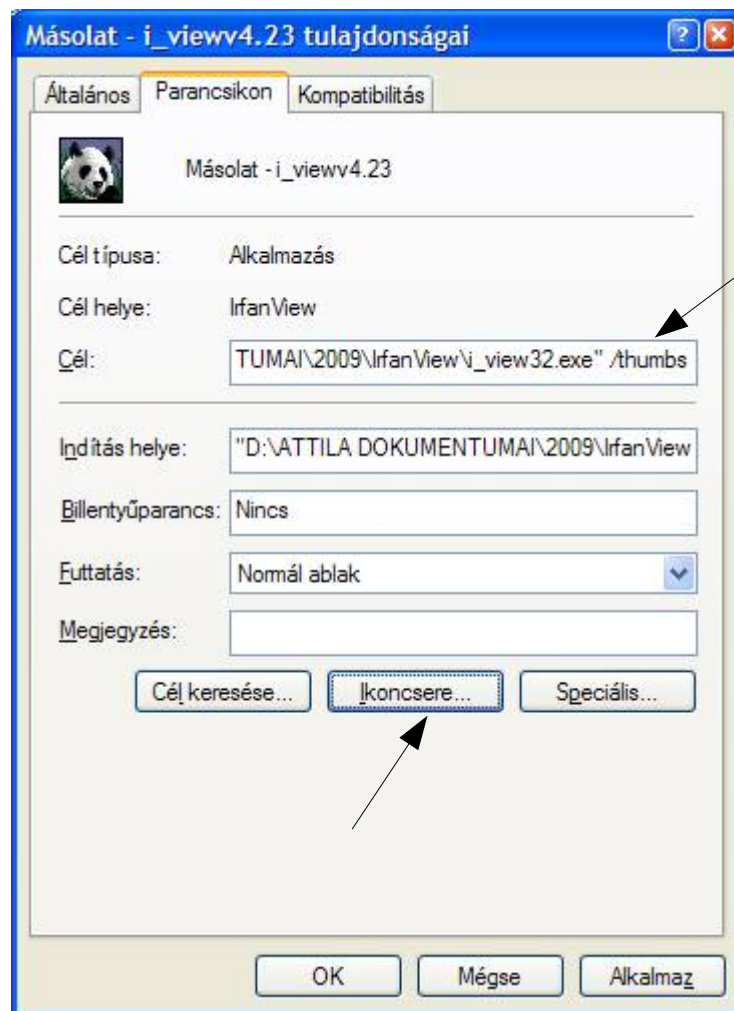 Másolat - i_viewv4.23 tulajdonságai
Általános Parancsikon Kompatibilitás
Másolat - i_viewv4.23
Cél típusa: Alkalmazás
Cél helye: IrfanView
Cél: TUMAI\2009\IrfanView\i_view32.exe" /thumbs
Indítás helye: "D:\ATTILA DOKUMENTUMAI\2009\IrfanView
Billentyűparancs: Nincs
Futtatás: Normál ablak
Megjegyzés:
Cél keresése... Ikoncsere... Speciális...
OK Mégse Alkalmaz